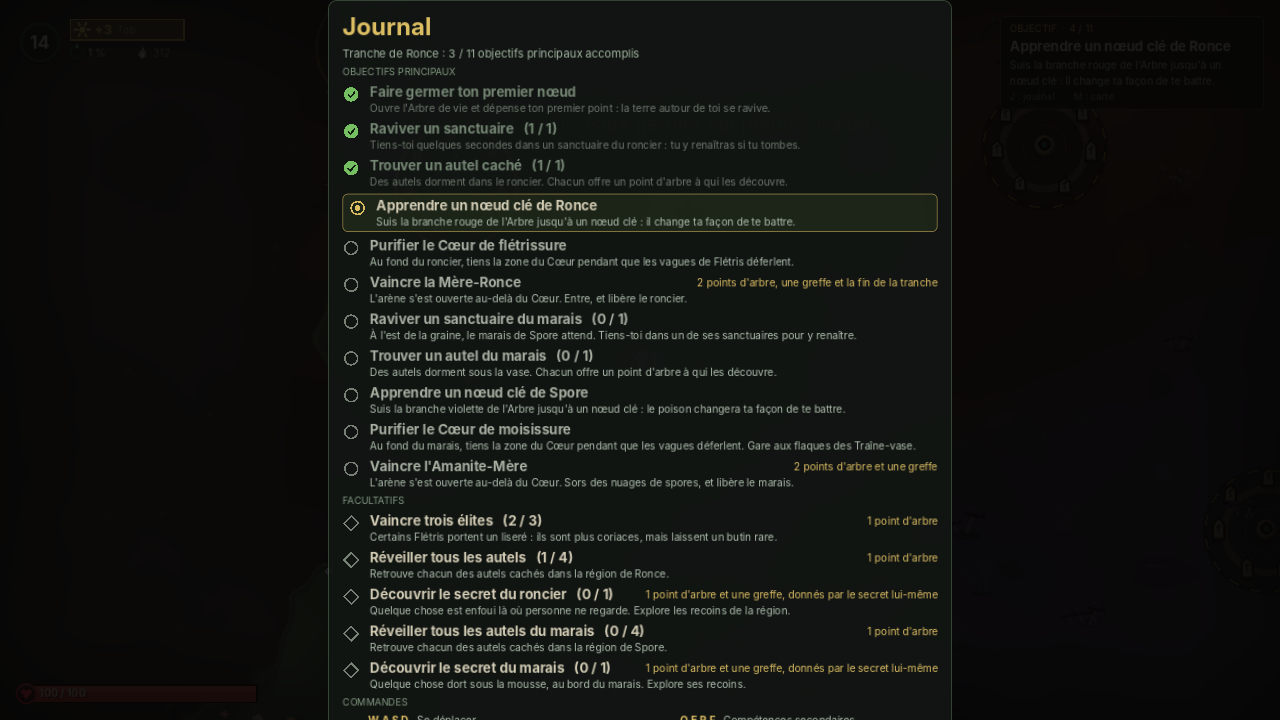 14
+3
1 %
312
OBJECTIF · 4 / 11
Apprendre un nœud clé de Ronce
Suis la branche rouge de l'Arbre jusqu'à un
nœud clé : il change ta façon de te battre.
Journal
Tranche de Ronce : 3 / 11 objectifs principaux accomplis
OBJECTIFS PRINCIPAUX
Faire germer ton premier nœud
Ouvre l'Arbre de vie et dépense ton premier point : la terre autour de toi se ravive.
Raviver un sanctuaire (1 / 1)
Tiens-toi quelques secondes dans un sanctuaire du roncier : tu y renaîtras si tu tombes.
Trouver un autel caché (1 / 1)
Des autels dorment dans le roncier. Chacun offre un point d'arbre à qui les découvre.
Apprendre un nœud clé de Ronce
Suis la branche rouge de l'Arbre jusqu'à un nœud clé : il change ta façon de te battre.
Purifier le Cœur de flétrissure
Au fond du roncier, tiens la zone du Cœur pendant que les vagues de Flétris déferlent.
Vaincre la Mère-Ronce 2 points d'arbre, une greffe et la fin de la tranche
L'arène s'est ouverte au-delà du Cœur. Entre, et libère le roncier.
Raviver un sanctuaire du marais (0 / 1)
À l'est de la graine, le marais de Spore attend. Tiens-toi dans un de ses sanctuaires pour y renaître.
Trouver un autel du marais (0 / 1)
Des autels dorment sous la vase. Chacun offre un point d'arbre à qui les découvre.
Apprendre un nœud clé de Spore
Suis la branche violette de l'Arbre jusqu'à un nœud clé : le poison changera ta façon de te battre.
Purifier le Cœur de moisissure
Au fond du marais, tiens la zone du Cœur pendant que les vagues déferlent. Gare aux flaques des Traîne-vase.
Vaincre l'Amanite-Mère 2 points d'arbre et une greffe
L'arène s'est ouverte au-delà du Cœur. Sors des nuages de spores, et libère le marais.
FACULTATIFS
Vaincre trois élites (2 / 3) 1 point d'arbre
Certains Flétris portent un liseré : ils sont plus coriaces, mais laissent un butin rare.
Réveiller tous les autels (1 / 4) 1 point d'arbre
Retrouve chacun des autels cachés dans la région de Ronce.
Découvrir le secret du roncier (0 / 1) 1 point d'arbre et une greffe, donnés par le secret lui-même
Quelque chose est enfoui là où personne ne regarde. Explore les recoins de la région.
Réveiller tous les autels du marais (0 / 4) 1 point d'arbre
Retrouve chacun des autels cachés dans la région de Spore.
Découvrir le secret du marais (0 / 1) 1 point d'arbre et une greffe, donnés par le secret lui-même
Quelque chose dort sous la mousse, au bord du marais. Explore ses recoins.
100 / 100
COMMANDES
W A S D Se déplacer Compétences secondaires